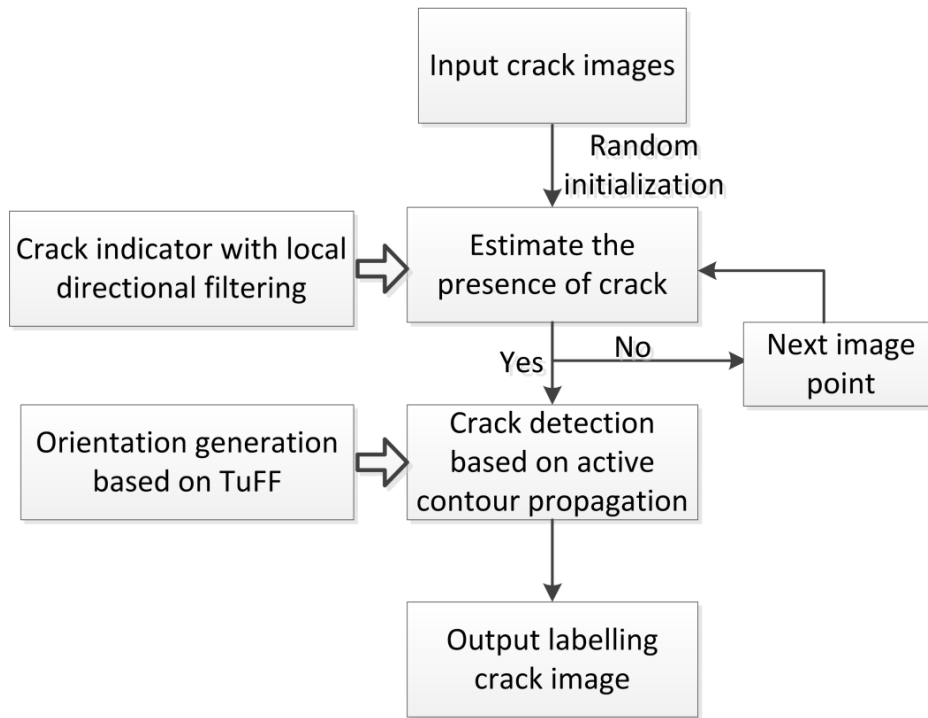 Input crack images
Random
initialization
Crack indicator with local
directional filtering
Estimate the
presence of crack
Yes
No
Next image
point
Orientation generation
based on TuFF
Crack detection
based on active
contour propagation
Output labelling
crack image